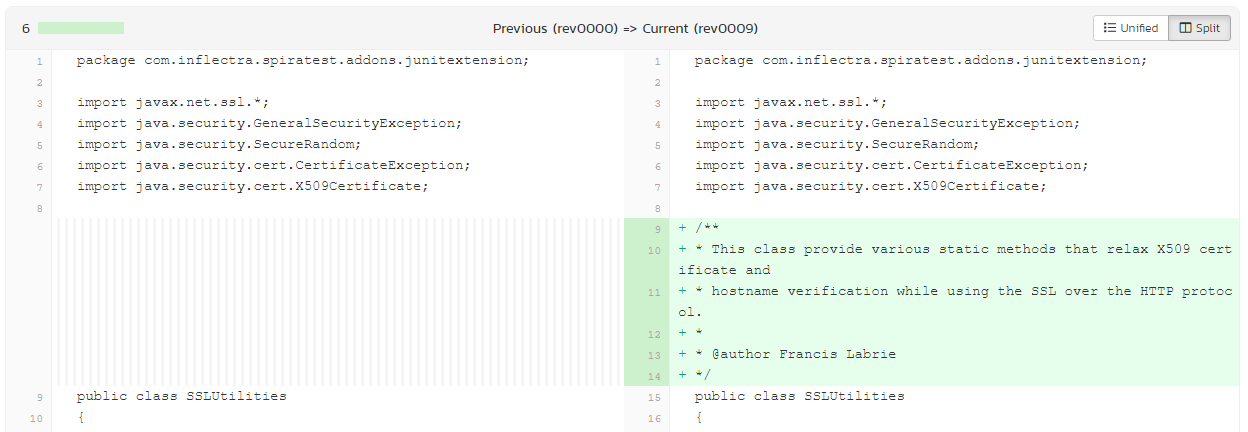 6 Previous (rev0000) => Current (rev0009) Unified Split
1 package com.inflectra.spiratest.addons.junitextension;
2
3 import javax.net.ssl.*;
4 import java.security.GeneralSecurityException;
5 import java.security.SecureRandom;
6 import java.security.cert.CertificateException;
7 import java.security.cert.X509Certificate;
8
9 public class SSLUtilities
10 {
1 package com.inflectra.spiratest.addons.junitextension;
2
3 import javax.net.ssl.*;
4 import java.security.GeneralSecurityException;
5 import java.security.SecureRandom;
6 import java.security.cert.CertificateException;
7 import java.security.cert.X509Certificate;
8
9 + /**
10 + * This class provide various static methods that relax X509 cert
ificate and
11 + * hostname verification while using the SSL over the HTTP protoc
ol.
12 + *
13 + * @author Francis Labrie
14 + */
15 public class SSLUtilities
16 {